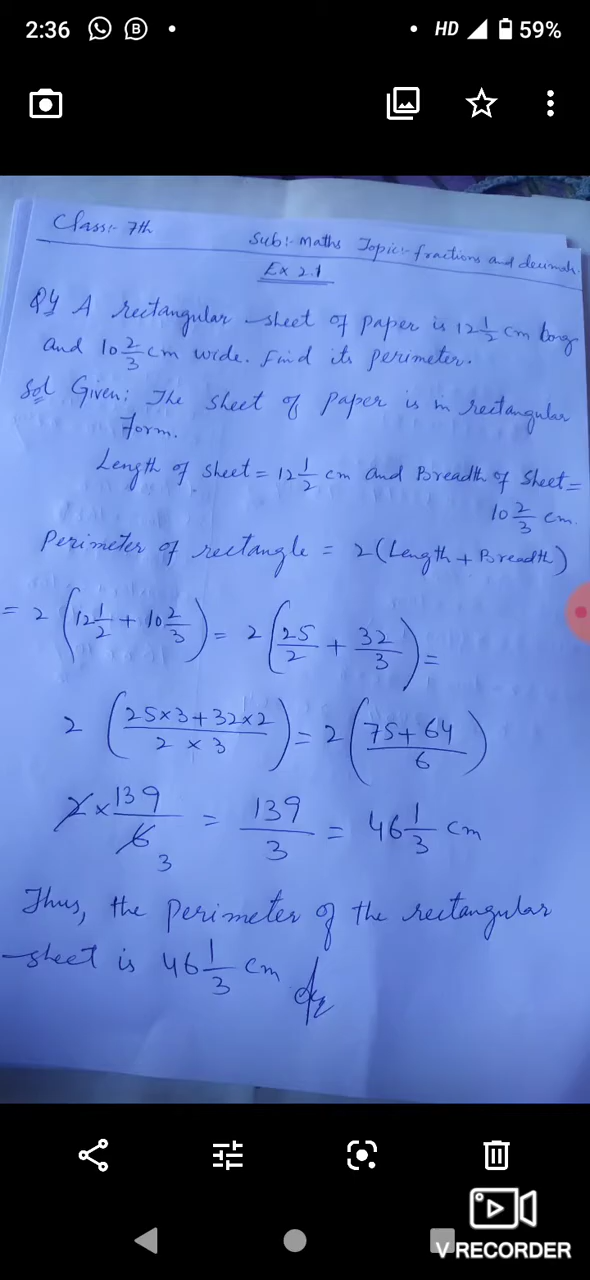 2:36
HD 59%
Class:- 7th Sub:- Maths Topic:- fractions and decimals.
Ex 2.1
Q4 A rectangular sheet of paper is 12 1/2 cm long
and 10 2/3 cm wide. Find its perimeter.
Sol Given: The sheet of paper is in rectangular
Form.
Length of sheet = 12 1/2 cm and Breadth of sheet =
10 2/3 cm.
Perimeter of rectangle = 2 (Length + Breadth)
= 2 (12 1/2 + 10 2/3) = 2 (25/2 + 32/3) =
2 (25×3+32×2 / 2×3) = 2 (75+64 / 6)
2 × 139/6 3 = 139/3 = 46 1/3 cm
Thus, the perimeter of the rectangular
sheet is 46 1/3 cm
V RECORDER